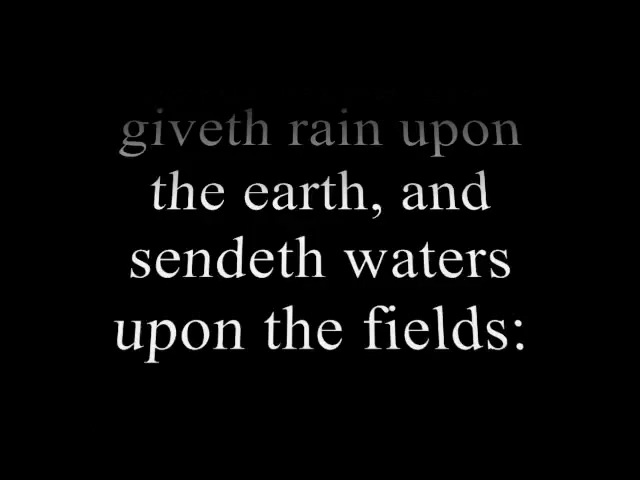 giveth rain upon
the earth, and
sendeth waters
upon the fields: